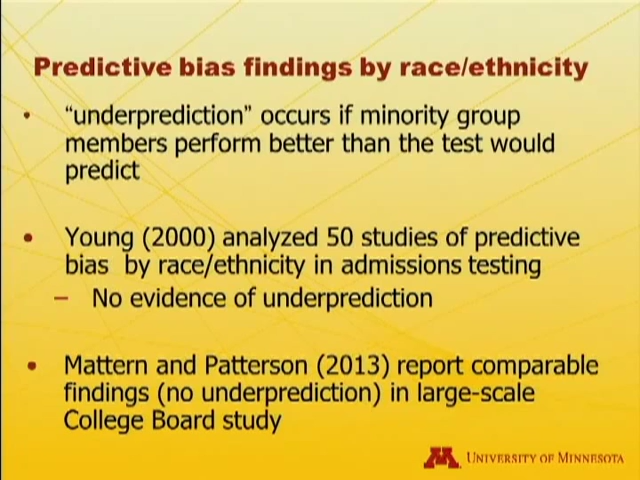 Predictive bias findings by race/ethnicity
• “underprediction” occurs if minority group
members perform better than the test would
predict
• Young (2000) analyzed 50 studies of predictive
bias by race/ethnicity in admissions testing
– No evidence of underprediction
• Mattern and Patterson (2013) report comparable
findings (no underprediction) in large-scale
College Board study
M UNIVERSITY OF MINNESOTA